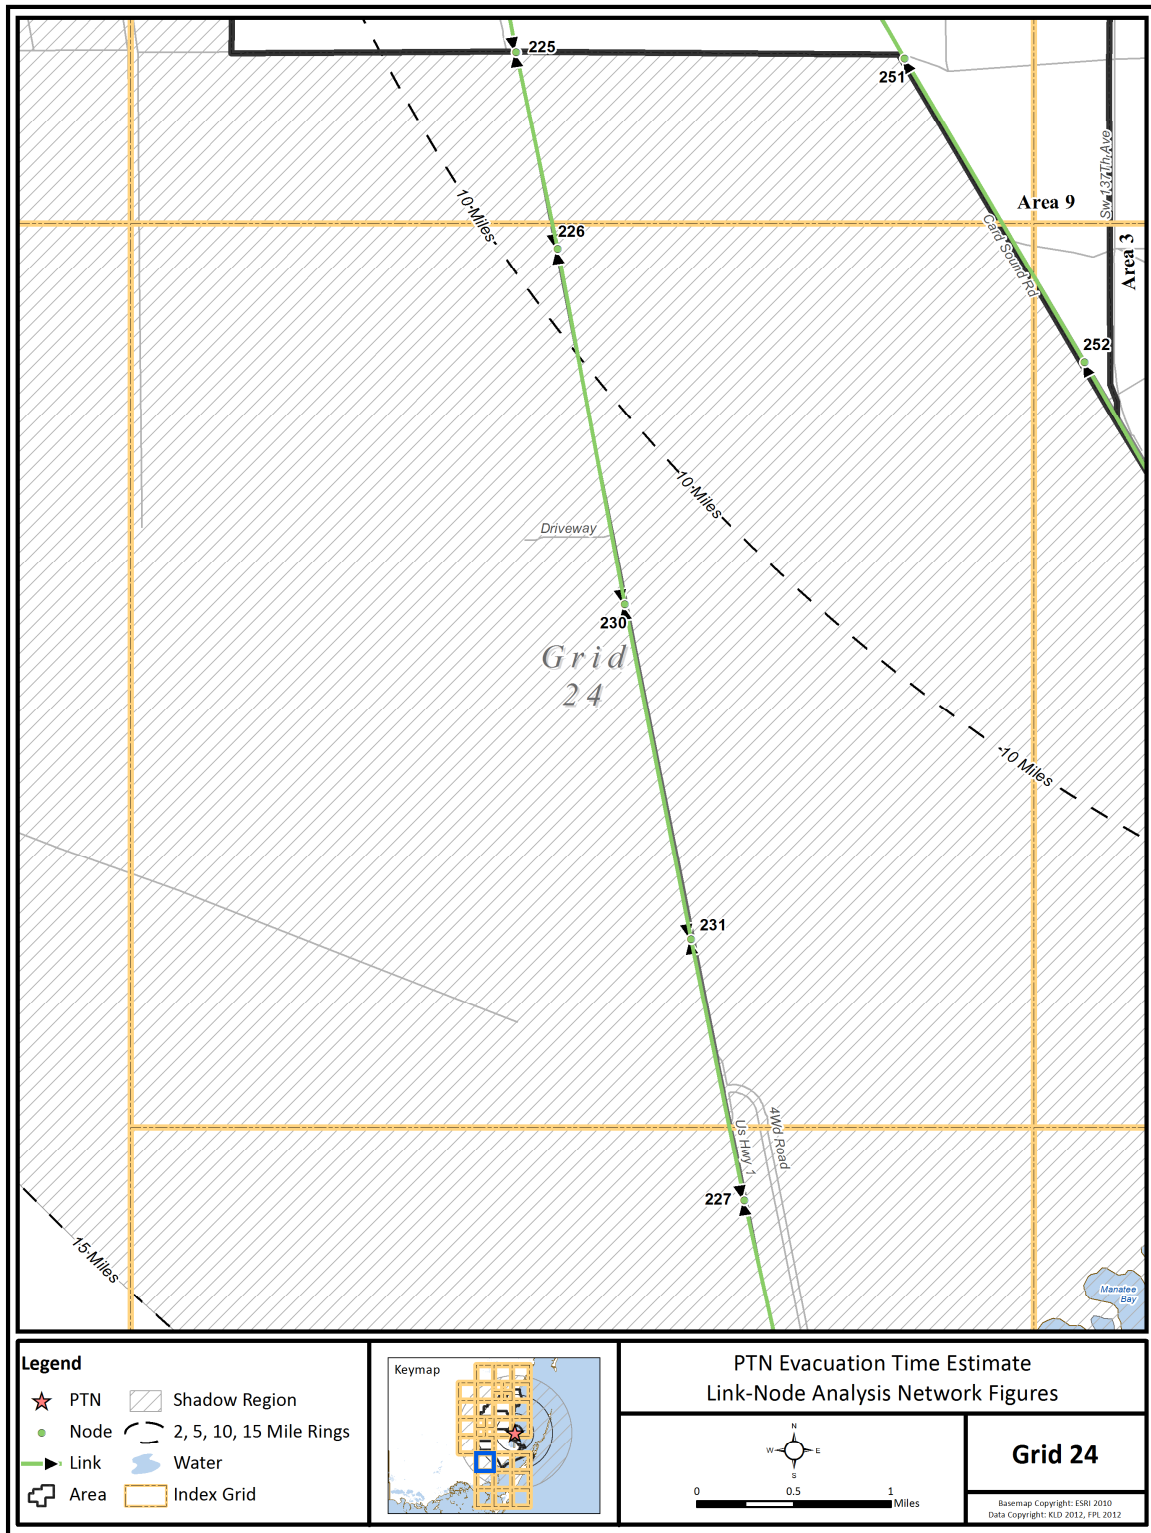 225
251
Sw 137Th Ave
Area 9
10 Miles
226
Card Sound Rd
Area 3
252
10 Miles
Driveway
230
Grid
24
10 Miles
231
4Wd Road
Us Hwy 1
227
15 Miles
Manatee
Bay
Legend
PTN
Shadow Region
Node
2, 5, 10, 15 Mile Rings
Link
Water
Area
Index Grid
Keymap
PTN Evacuation Time Estimate
Link-Node Analysis Network Figures
N
W
E
S
0
0.5
1
Miles
Grid 24
Basemap Copyright: ESRI 2010
Data Copyright: KLD 2012, FPL 2012